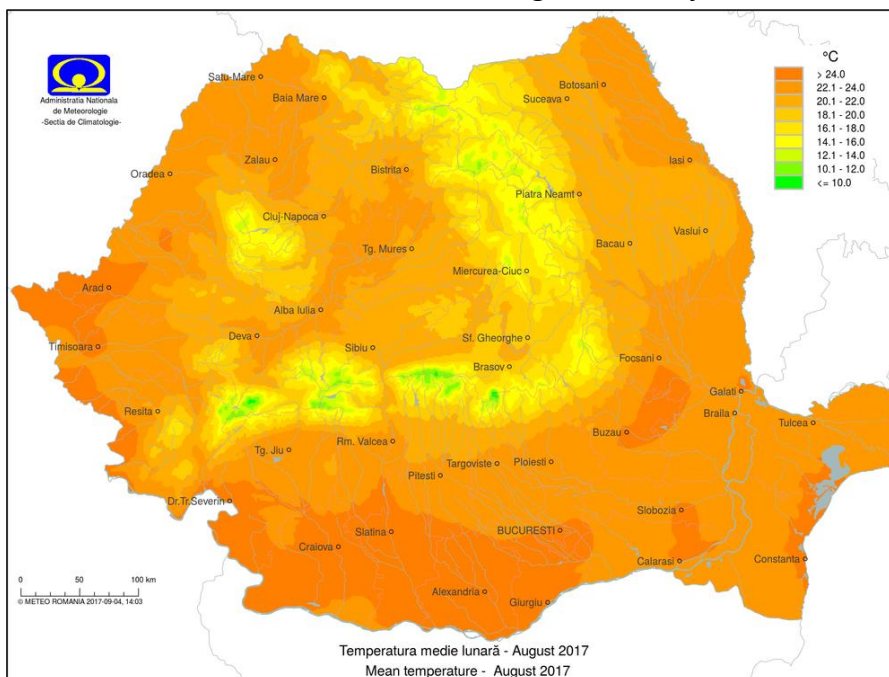 Administratia Nationala
de Meteorologie
-Sectia de Climatologie-
°C
> 24.0
22.1 - 24.0
20.1 - 22.0
18.1 - 20.0
16.1 - 18.0
14.1 - 16.0
12.1 - 14.0
10.1 - 12.0
<= 10.0
Satu-Mare
Baia Mare
Botosani
Suceava
Zalau
Oradea
Bistrita
Iasi
Piatra Neamt
Cluj-Napoca
Vaslui
Bacau
Tg. Mures
Miercurea-Ciuc
Arad
Alba Iulia
Deva
Sibiu
Sf. Gheorghe
Timisoara
Focsani
Brasov
Galati
Resita
Braila
Tulcea
Buzau
Rm. Valcea
Tg. Jiu
Targoviste
Ploiesti
Pitesti
Dr.Tr.Severin
Slobozia
Slatina
BUCURESTI
Craiova
Calarasi
Constanta
Alexandria
Giurgiu
0 50 100 km
© METEO ROMANIA 2017-09-04, 14:03
Temperatura medie lunară - August 2017
Mean temperature - August 2017